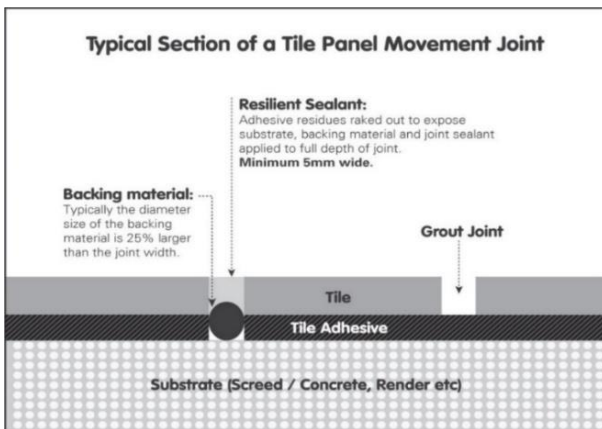 Typical Section of a Tile Panel Movement Joint
Resilient Sealant:
Adhesive residues raked out to expose
substrate, backing material and joint sealant
applied to full depth of joint.
Minimum 5mm wide.
Backing material:
Typically the diameter
size of the backing
material is 25% larger
than the joint width.
Grout Joint
Tile
Tile Adhesive
Substrate (Screed / Concrete, Render etc)